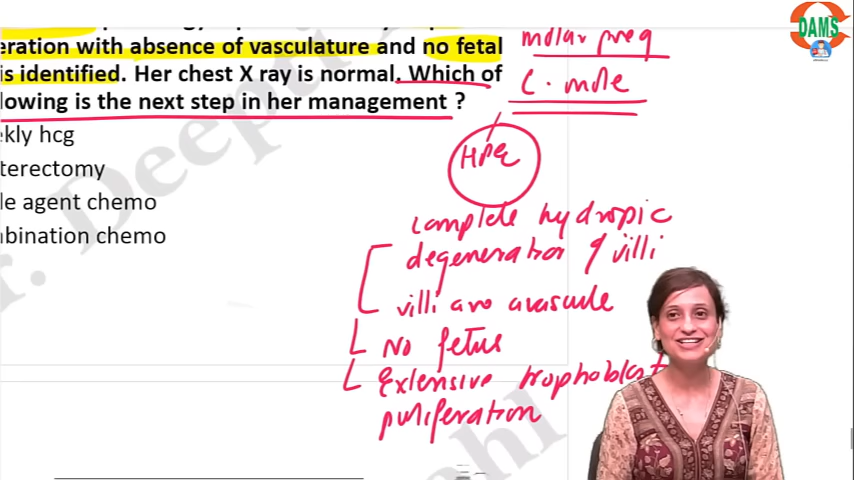 DAMS
eration with absence of vasculature and no fetal
is identified. Her chest X ray is normal. Which of
lowing is the next step in her management ?
ekly hcg
terectomy
le agent chemo
bination chemo
molar preg
C. mole
HPE
complete hydropic
degeneration of villi
villi are
No fetus
Extensive trophoblast
proliferation